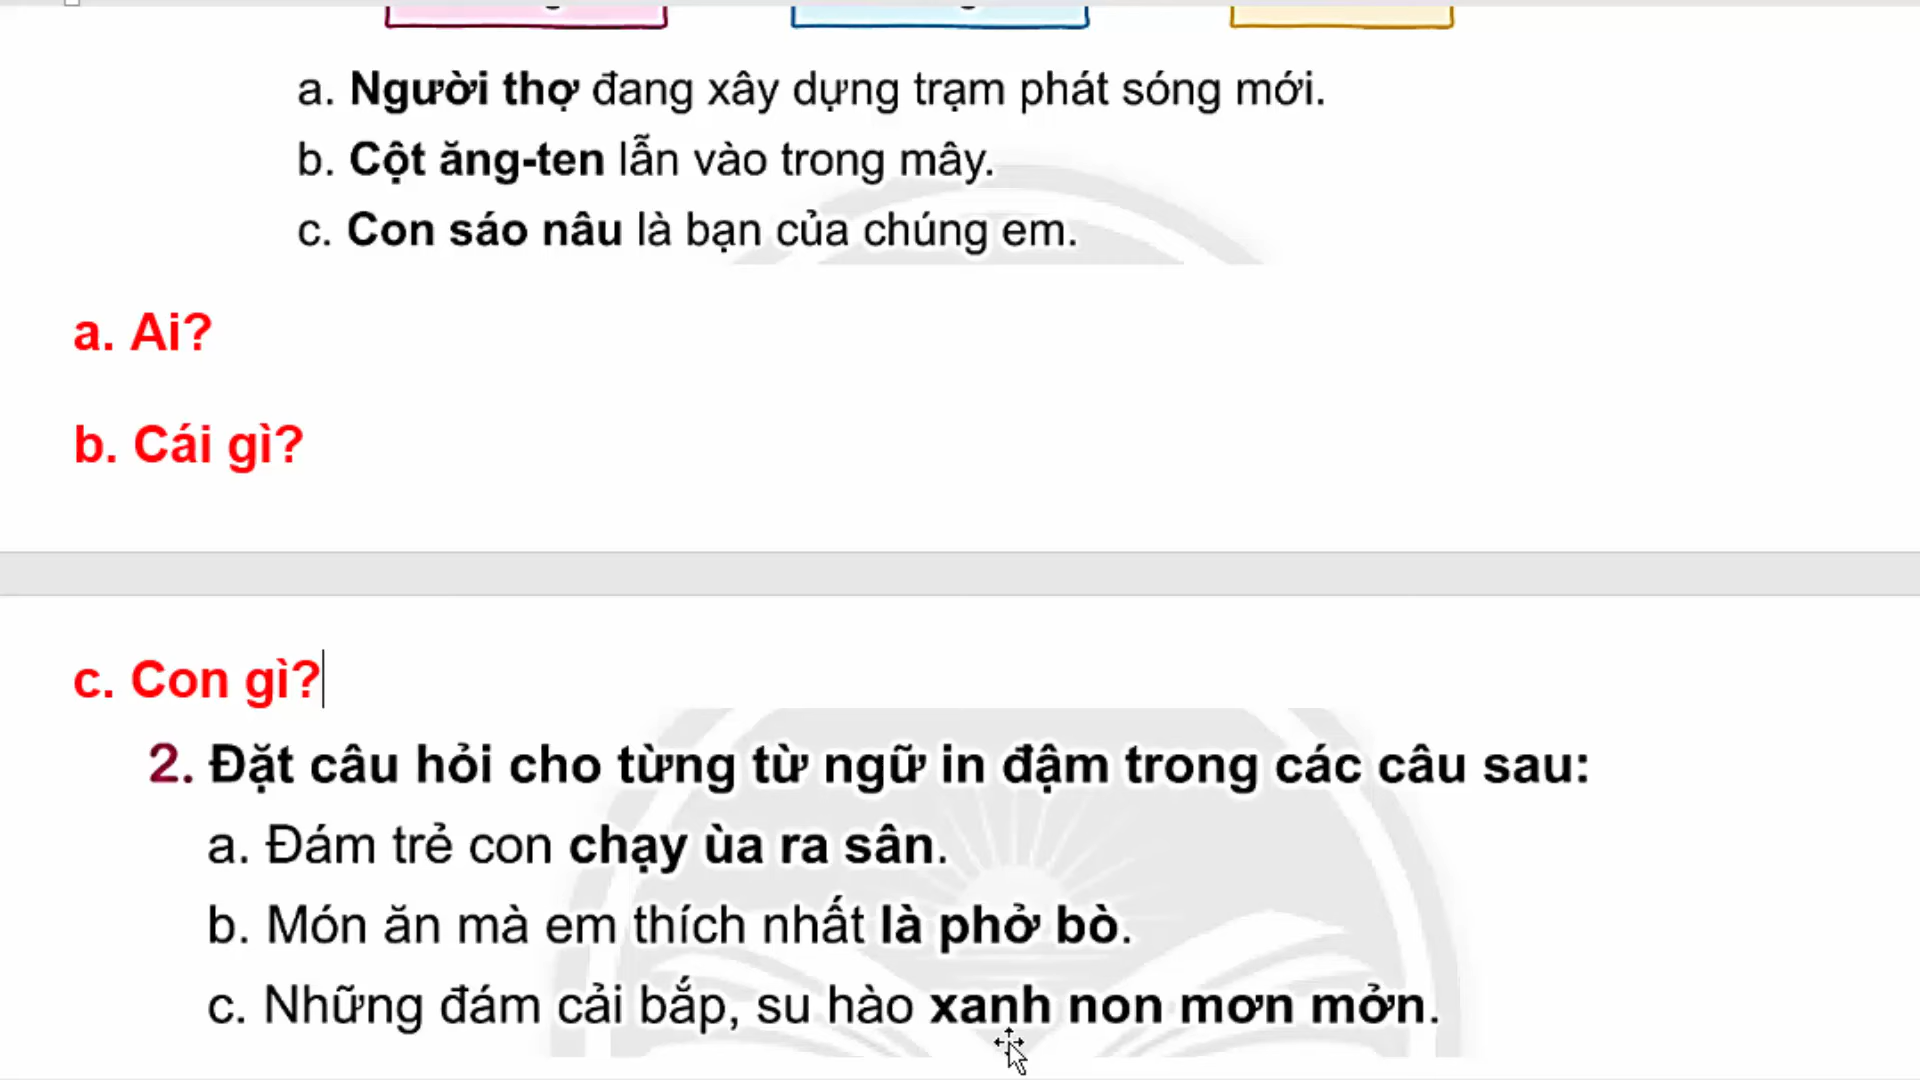 a. Người thợ đang xây dựng trạm phát sóng mới.
b. Cột ăng-ten lẫn vào trong mây.
c. Con sáo nâu là bạn của chúng em.
a. Ai?
b. Cái gì?
c. Con gì?
2. Đặt câu hỏi cho từng từ ngữ in đậm trong các câu sau:
a. Đám trẻ con chạy ùa ra sân.
b. Món ăn mà em thích nhất là phở bò.
c. Những đám cải bắp, su hào xanh non mơn mởn.